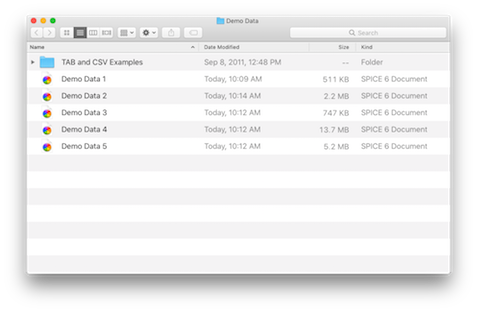 Demo Data
Search
Name Date Modified Size Kind
TAB and CSV Examples Sep 8, 2011, 12:48 PM -- Folder
Demo Data 1 Today, 10:09 AM 511 KB SPICE 6 Document
Demo Data 2 Today, 10:14 AM 2.2 MB SPICE 6 Document
Demo Data 3 Today, 10:12 AM 747 KB SPICE 6 Document
Demo Data 4 Today, 10:12 AM 13.7 MB SPICE 6 Document
Demo Data 5 Today, 10:12 AM 5.2 MB SPICE 6 Document